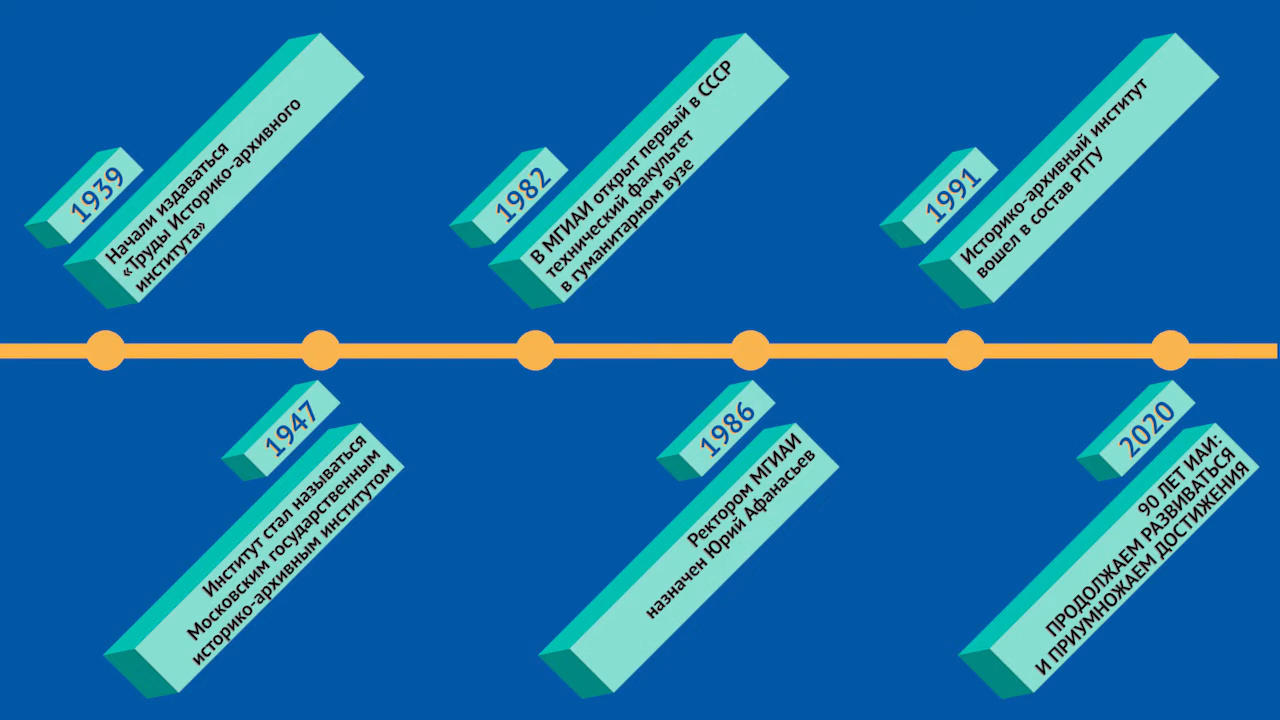 1939
Начали издаваться
«Труды Историко-архивного
института»
1982
В МГИАИ открыт первый в СССР
технический факультет
в гуманитарном вузе
1991
Историко-архивный институт
вошел в состав РГГУ
1947
Институт стал называться
Московским государственным
историко-архивным институтом
1986
Ректором МГИАИ
назначен Юрий Афанасьев
2020
90 ЛЕТ ИАИ:
ПРОДОЛЖАЕМ РАЗВИВАТЬСЯ
И ПРИУМНОЖАЕМ ДОСТИЖЕНИЯ